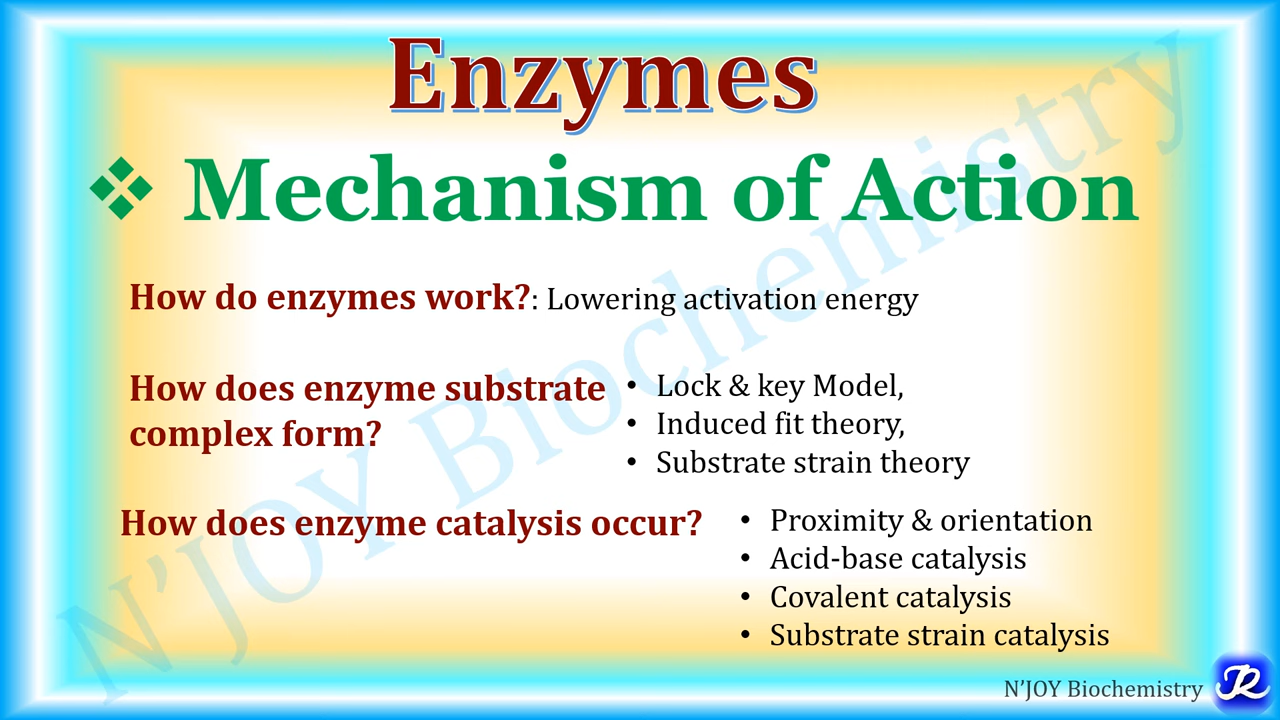 Enzymes
❖ Mechanism of Action
How do enzymes work?: Lowering activation energy
How does enzyme substrate
complex form?
• Lock & key Model,
• Induced fit theory,
• Substrate strain theory
How does enzyme catalysis occur?
• Proximity & orientation
• Acid-base catalysis
• Covalent catalysis
• Substrate strain catalysis
N’JOY Biochemistry
N’JOY Biochemistry
JR